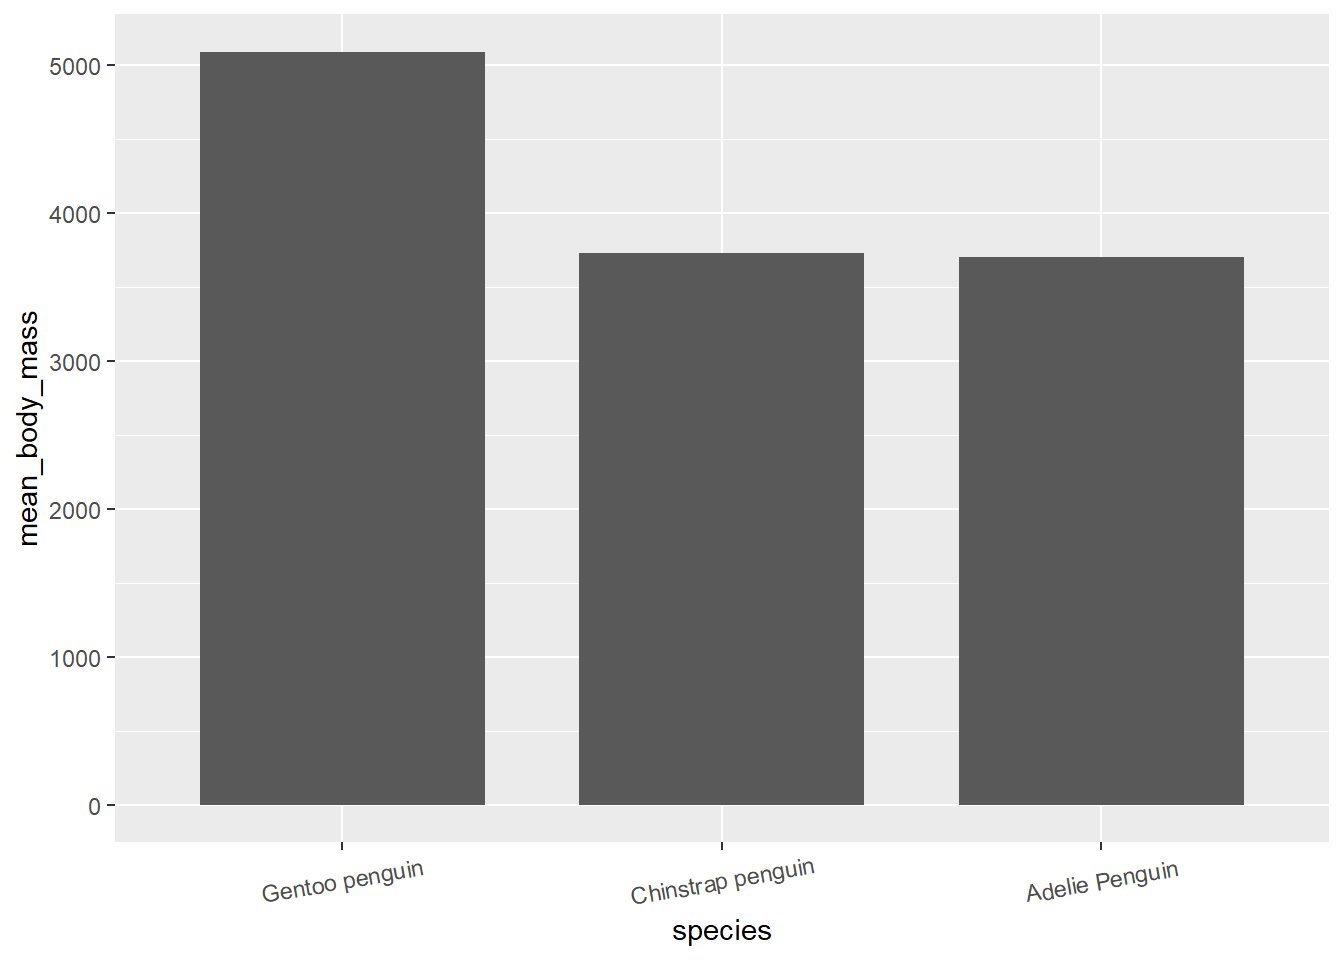 mean_body_mass
5000
4000
3000
2000
1000
0
Gentoo penguin
Chinstrap penguin
Adelie Penguin
species